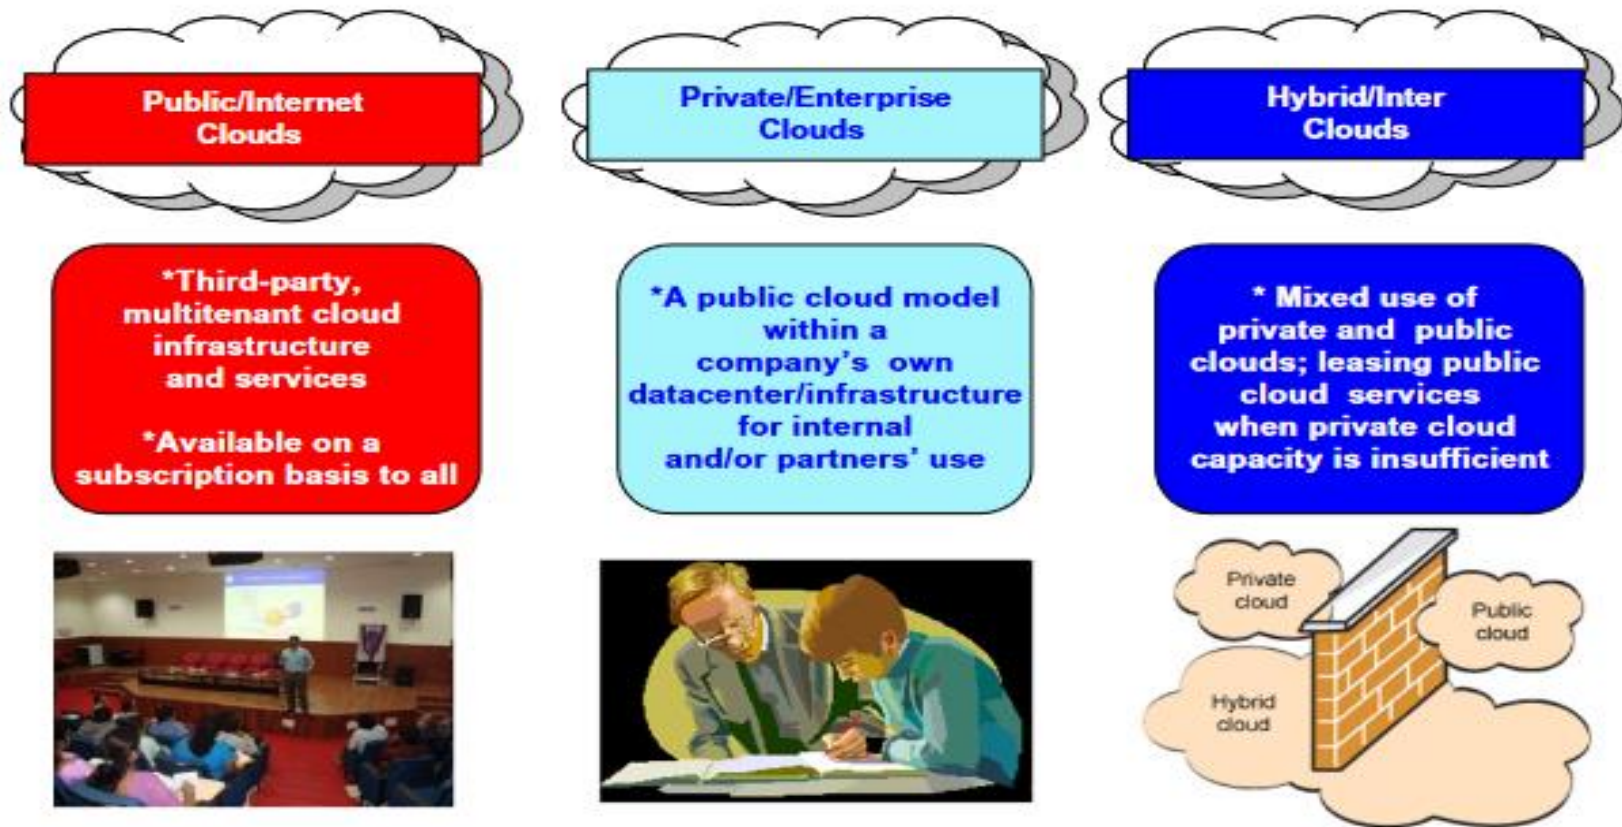 Public/Internet
Clouds
Private/Enterprise
Clouds
Hybrid/Inter
Clouds
*Third-party,
multitenant cloud
infrastructure
and services
*Available on a
subscription basis to all
*A public cloud model
within a
company's own
datacenter/infrastructure
for internal
and/or partners' use
* Mixed use of
private and public
clouds; leasing public
cloud services
when private cloud
capacity is insufficient
Private
cloud
Public
cloud
Hybrid
cloud